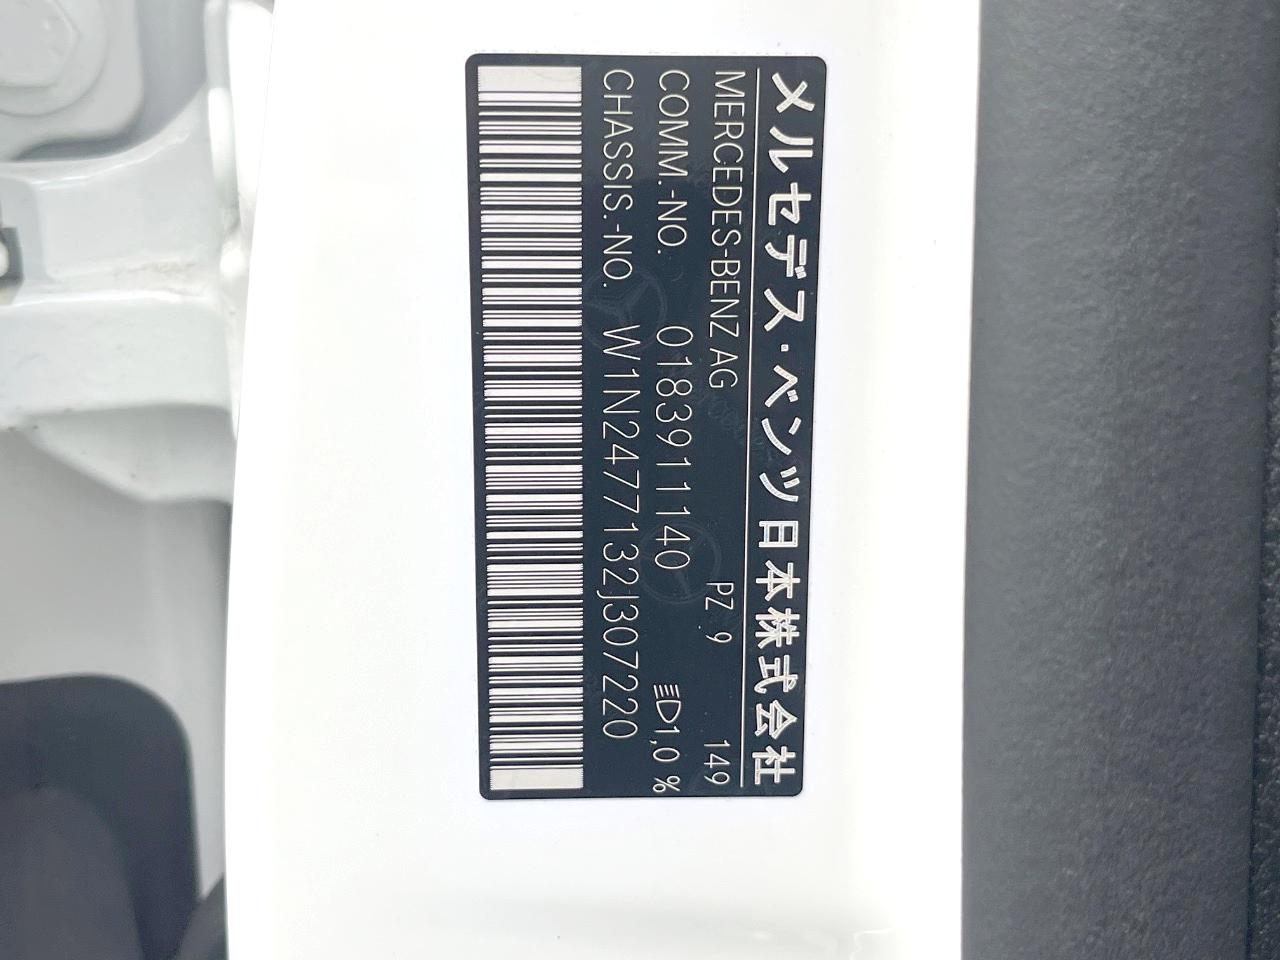 メルセデス・ベンツ日本株式会社
MERCEDES-BENZ AG PZ 9 149
COMM.-NO. 0183911140 1,0 %
CHASSIS.-NO. W1N2477132J307220